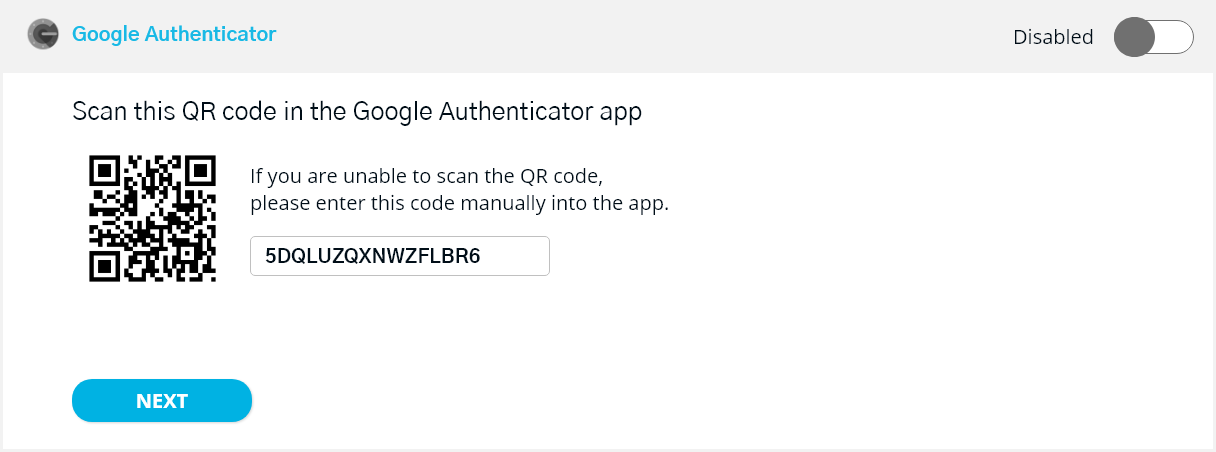 Google Authenticator
Disabled
Scan this QR code in the Google Authenticator app
If you are unable to scan the QR code,
please enter this code manually into the app.
5DQLUZQXNWZFLBR6
NEXT